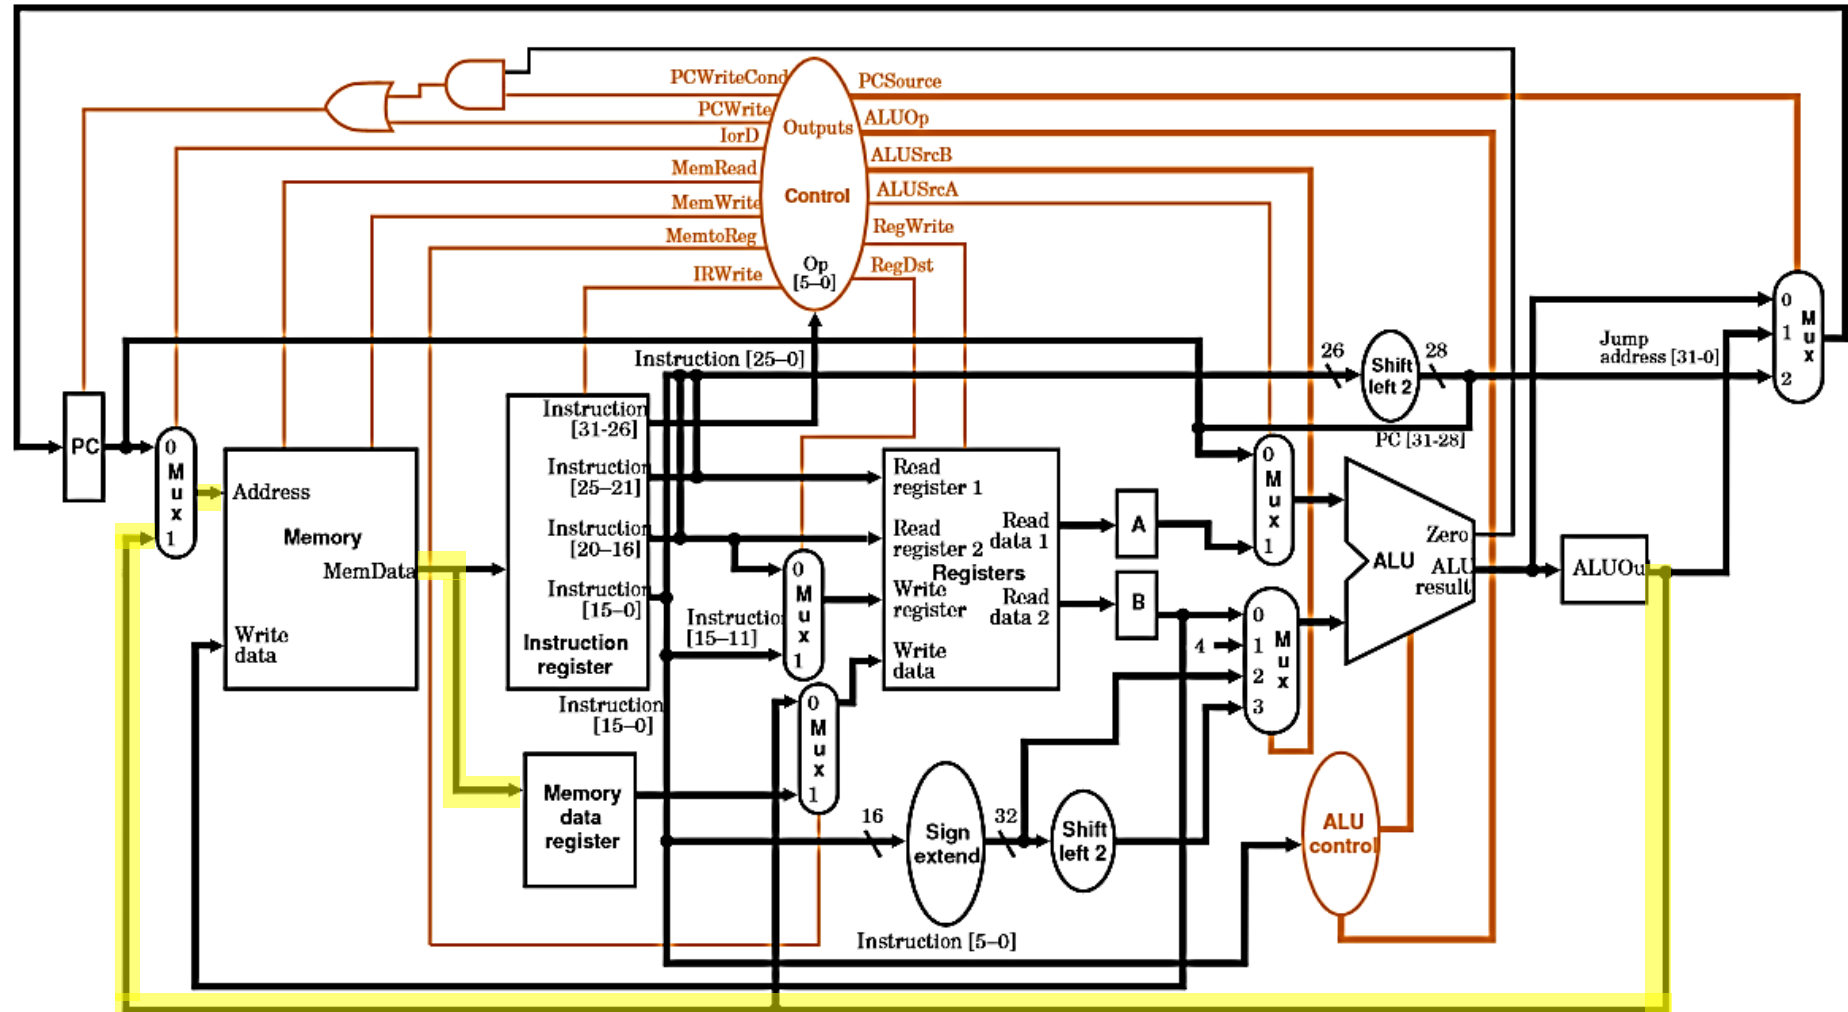 PCWriteCond
PCSource
PCWrite
ALUOp
Outputs
IorD
ALUSrcB
MemRead
ALUSrcA
Control
MemWrite
RegWrite
MemtoReg
RegDst
Op
[5–0]
IRWrite
0
1
2
M
u
x
Jump
address [31-0]
26
28
Shift
left 2
Instruction [25–0]
PC [31-28]
PC
0
M
u
x
1
Address
Memory
MemData
Write
data
Instruction
[31-26]
Instruction
[25–21]
Instruction
[20–16]
Instruction
[15–0]
Instruction
register
Instruction
[15–11]
Instruction
[15–0]
0
M
u
x
1
Read
register 1
Read
register 2
Registers
Write
register
Write
data
Read
data 1
Read
data 2
A
B
0
M
u
x
1
4
0
1
2
3
M
u
x
Zero
ALU
ALU
result
ALUOu
0
M
u
x
1
Memory
data
register
16
Sign
extend
32
Shift
left 2
ALU
control
Instruction [5–0]